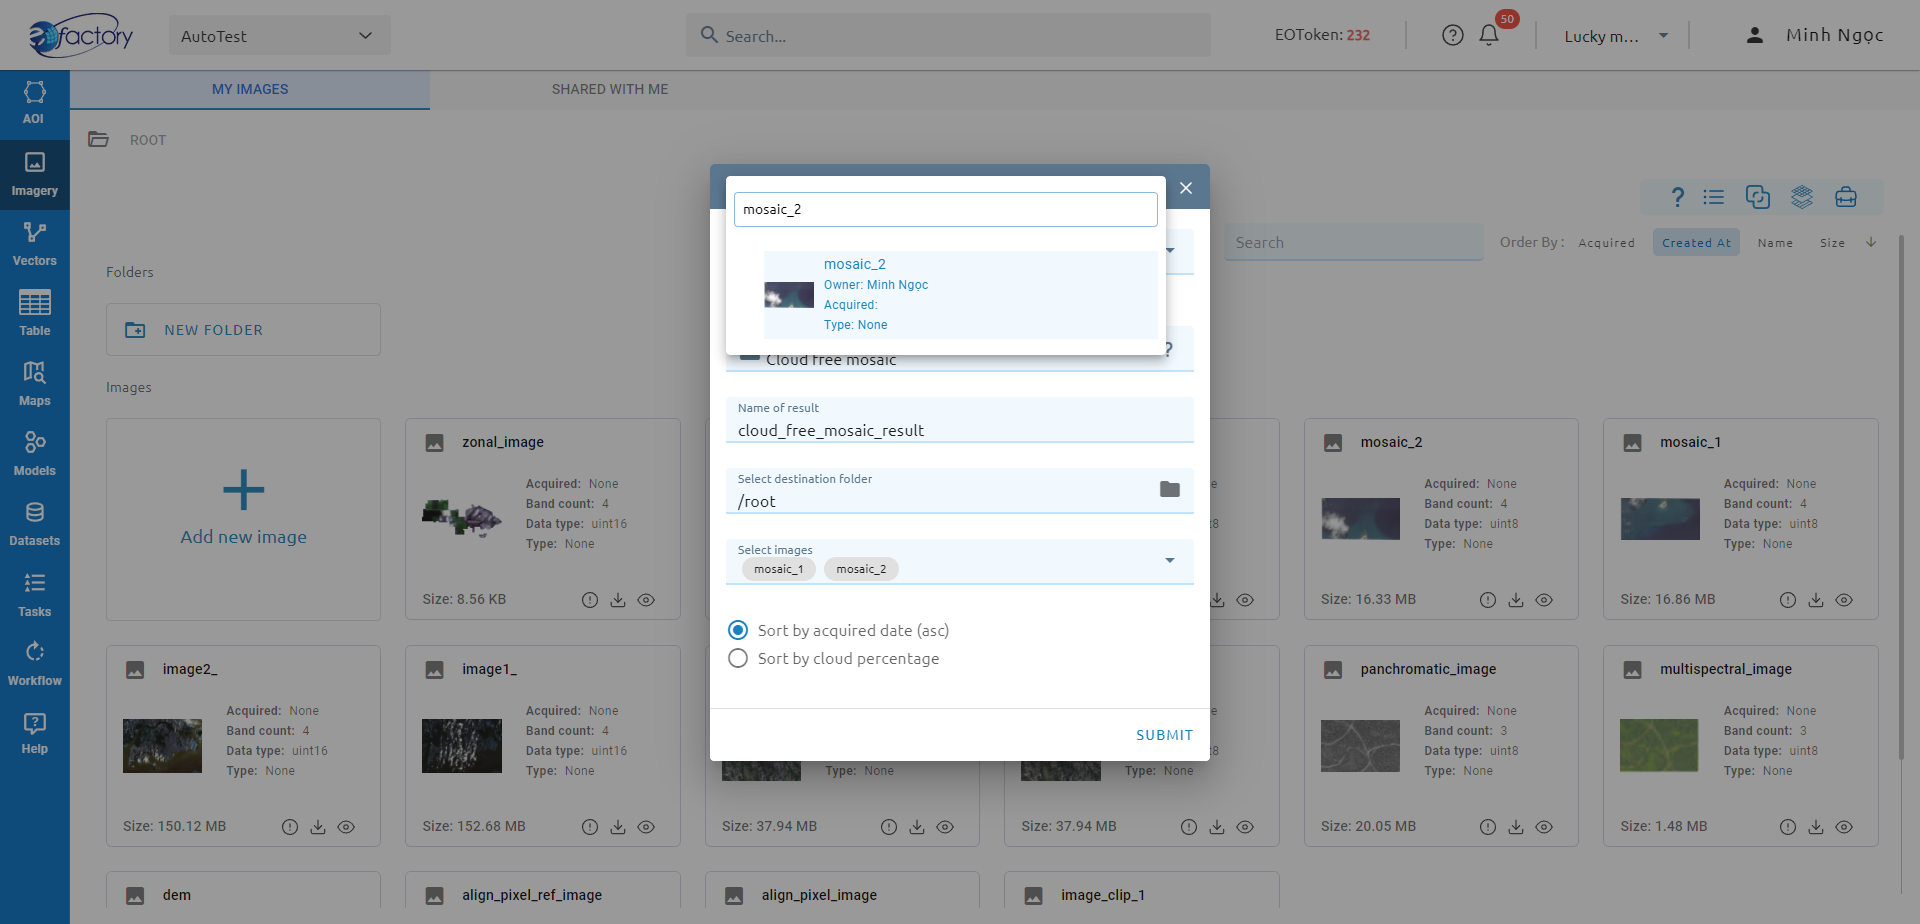 eofactory
AutoTest
Search...
EOToken: 232
50
Lucky m...
Minh Ngọc
AOI
Imagery
Vectors
Table
Maps
Models
Datasets
Tasks
Workflow
Help
MY IMAGES
SHARED WITH ME
ROOT
mosaic_2
mosaic_2
Owner: Minh Ngọc
Acquired:
Type: None
Cloud free mosaic
?
Name of result
cloud_free_mosaic_result
Select destination folder
/root
Select images
mosaic_1
mosaic_2
Sort by acquired date (asc)
Sort by cloud percentage
SUBMIT
?
Search
Order By :
Acquired
Created At
Name
Size
Folders
NEW FOLDER
Images
Add new image
zonal_image
Acquired: None
Band count: 4
Data type: uint16
Type: None
Size: 8.56 KB
mosaic_2
Acquired: None
Band count: 4
Data type: uint8
Type: None
Size: 16.33 MB
mosaic_1
Acquired: None
Band count: 4
Data type: uint8
Type: None
Size: 16.86 MB
image2_
Acquired: None
Band count: 4
Data type: uint16
Type: None
Size: 150.12 MB
image1_
Acquired: None
Band count: 4
Data type: uint16
Type: None
Size: 152.68 MB
Type: None
Size: 37.94 MB
Type: None
Size: 37.94 MB
panchromatic_image
Acquired: None
Band count: 3
Data type: uint8
Type: None
Size: 20.05 MB
multispectral_image
Acquired: None
Band count: 3
Data type: uint8
Type: None
Size: 1.48 MB
dem
align_pixel_ref_image
align_pixel_image
image_clip_1